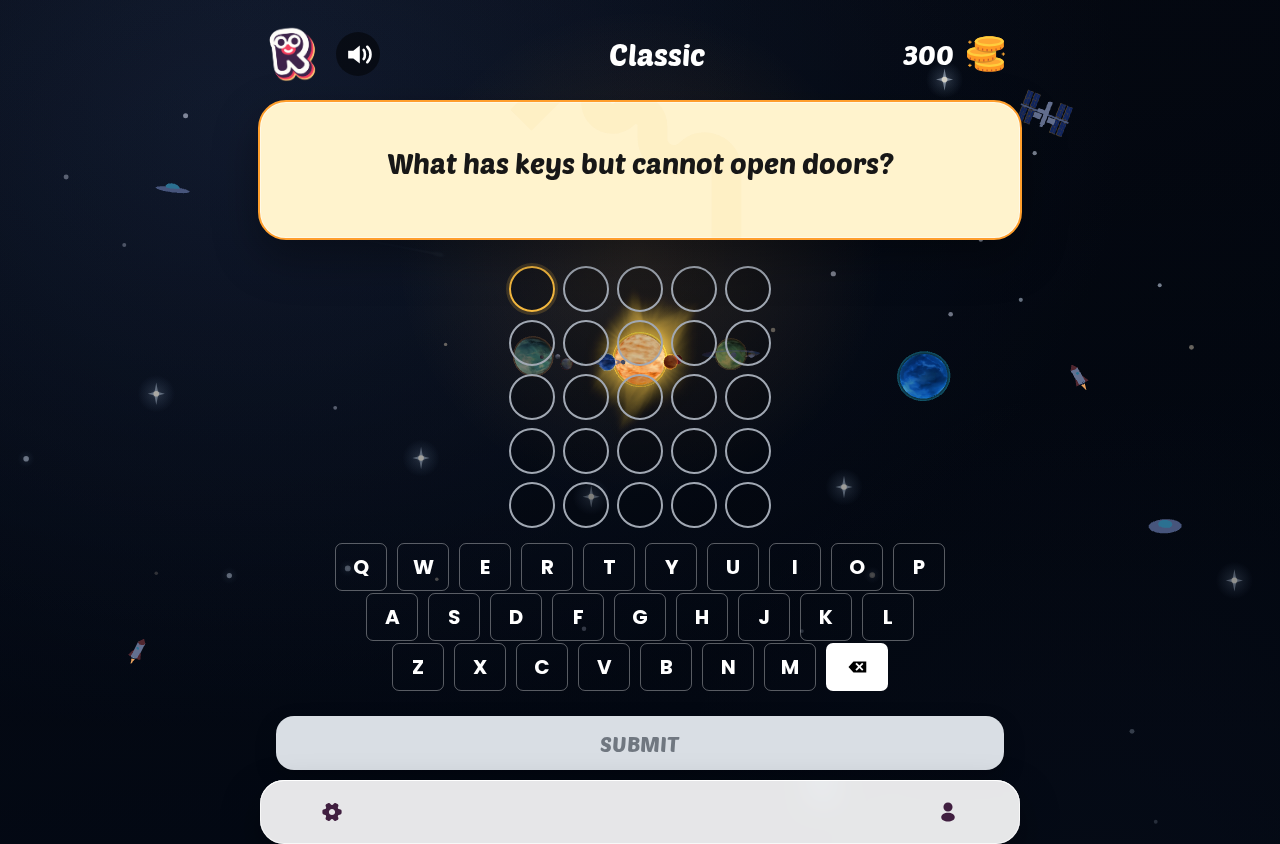 R
Classic
300
What has keys but cannot open doors?
Q W E R T Y U I O P
A S D F G H J K L
Z X C V B N M
SUBMIT